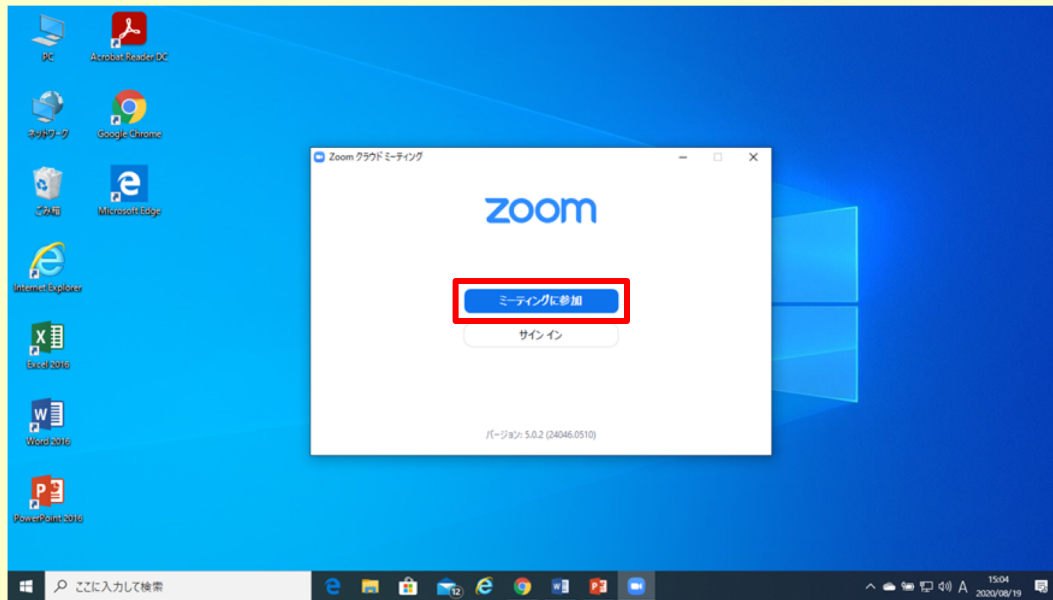 PC
Acrobat Reader DC
ネットワーク
Google Chrome
ごみ箱
Microsoft Edge
Internet Explorer
Excel 2016
Word 2016
PowerPoint 2016
Zoom クラウド ミーティング
zoom
ミーティングに参加
サイン イン
バージョン: 5.0.2 (24046.0510)
ここに入力して検索
12
A
15:04
2020/08/19